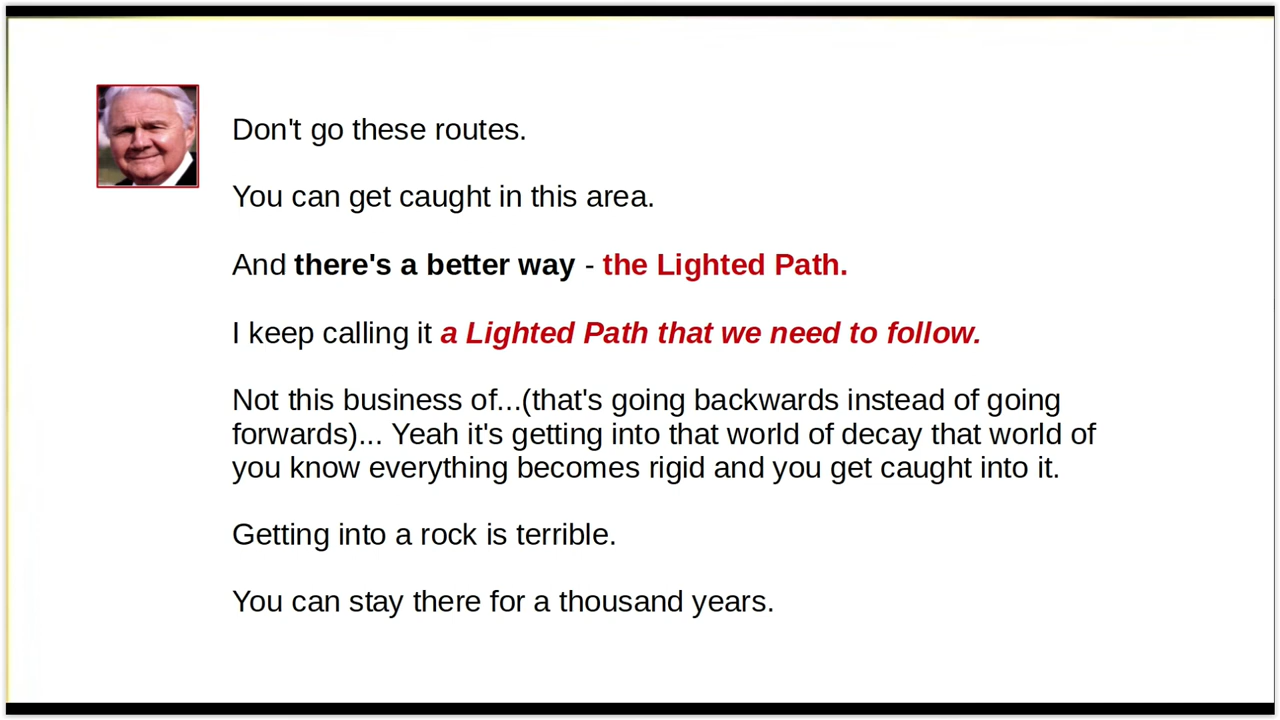 Don't go these routes.
You can get caught in this area.
And there's a better way - the Lighted Path.
I keep calling it a Lighted Path that we need to follow.
Not this business of...(that's going backwards instead of going
forwards)... Yeah it's getting into that world of decay that world of
you know everything becomes rigid and you get caught into it.
Getting into a rock is terrible.
You can stay there for a thousand years.